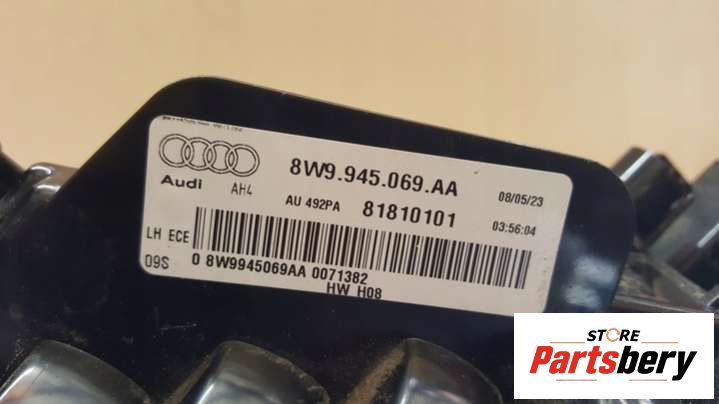 8W9.945.069.AA 08/05/23
Audi AH4 AU 492PA 81810101 03:56:04
LH ECE
09S 0 8W9945069AA 0071382
HW H08
STORE
Partsbery